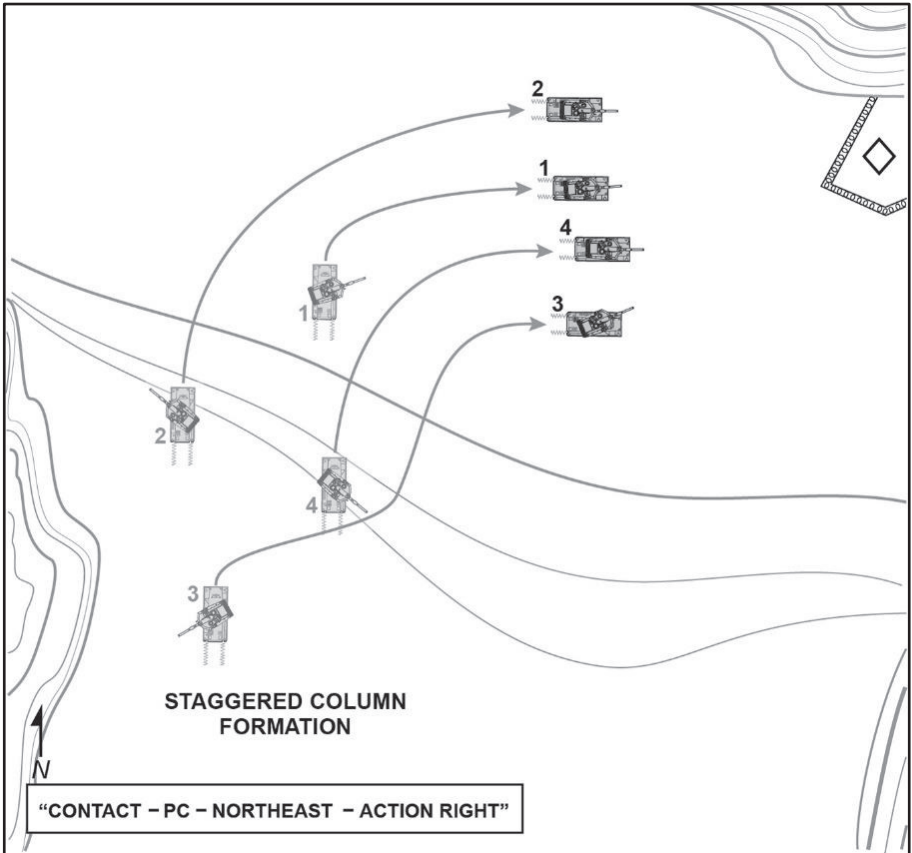 2
1
4
3
1
2
4
3
STAGGERED COLUMN
FORMATION
N
“CONTACT – PC – NORTHEAST – ACTION RIGHT”